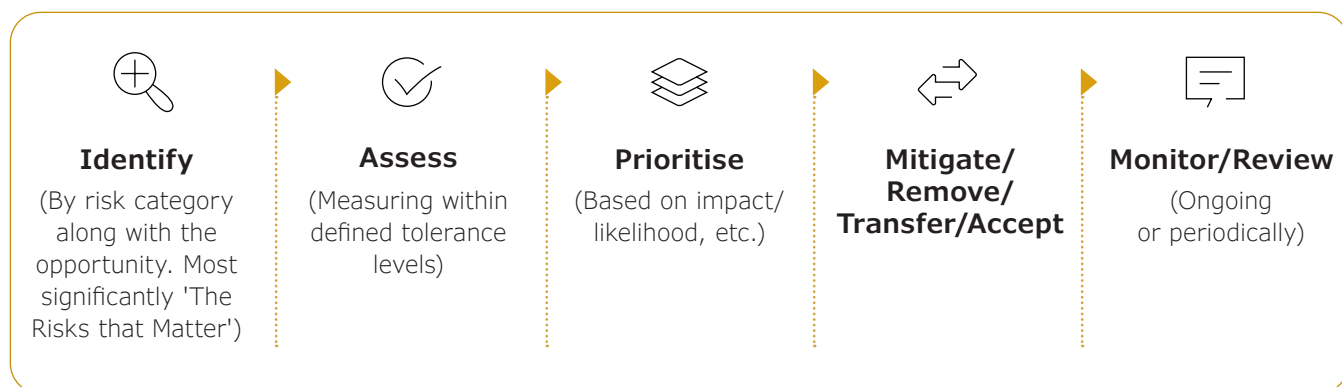 Identify
(By risk category
along with the
opportunity. Most
significantly 'The
Risks that Matter')
Assess
(Measuring within
defined tolerance
levels)
Prioritise
(Based on impact/
likelihood, etc.)
Mitigate/
Remove/
Transfer/Accept
Monitor/Review
(Ongoing
or periodically)